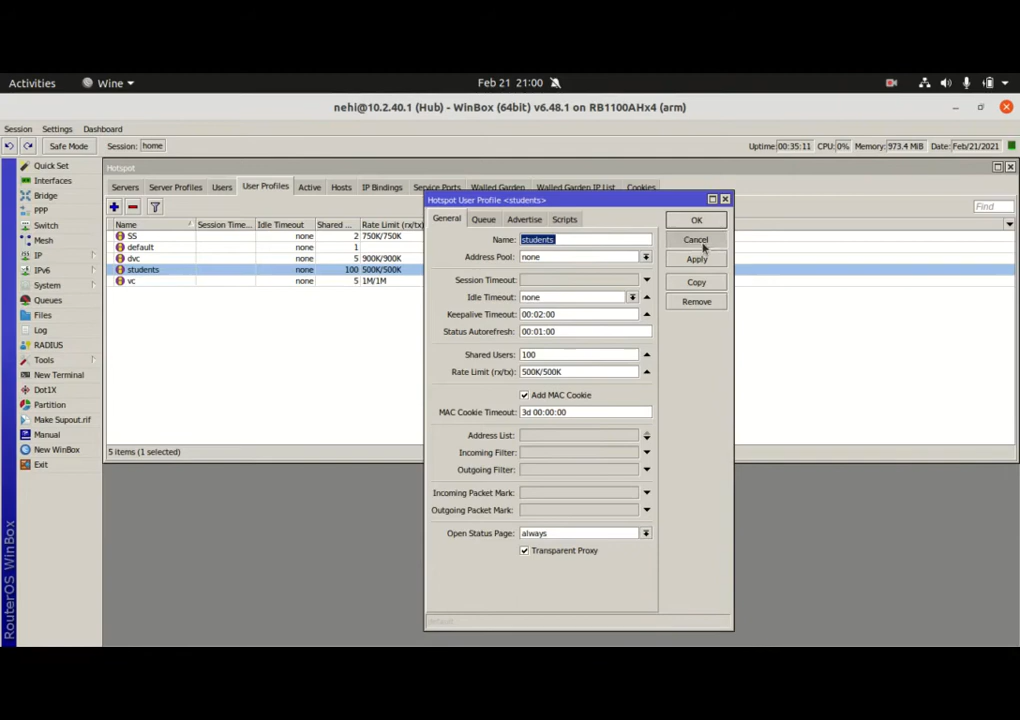 Activities Wine Feb 21 21:00
nehi@10.2.40.1 (Hub) - WinBox (64bit) v6.48.1 on RB1100AHx4 (arm)
Session Settings Dashboard
Safe Mode Session: home Uptime: 00:35:11 CPU: 0% Memory: 973.4 MiB Date: Feb/21/2021
Quick Set
Interfaces
Bridge
PPP
Switch
Mesh
IP
IPv6
System
Queues
Files
Log
RADIUS
Tools
New Terminal
Dot1X
Partition
Make Supout.rif
Manual
New WinBox
Exit
RouterOS WinBox
Hotspot
Servers Server Profiles Users User Profiles Active Hosts IP Bindings Service Ports Walled Garden Walled Garden IP List Cookies
Find
Name Session Time... Idle Timeout Shared ... Rate Limit (rx/tx)
SS none 2 750K/750K
default none 1
dvc none 5 900K/900K
students none 100 500K/500K
vc none 5 1M/1M
5 items (1 selected)
Hotspot User Profile <students>
General Queue Advertise Scripts
Name: students
Address Pool: none
Session Timeout:
Idle Timeout: none
Keepalive Timeout: 00:02:00
Status Autorefresh: 00:01:00
Shared Users: 100
Rate Limit (rx/tx): 500K/500K
Add MAC Cookie
MAC Cookie Timeout: 3d 00:00:00
Address List:
Incoming Filter:
Outgoing Filter:
Incoming Packet Mark:
Outgoing Packet Mark:
Open Status Page: always
Transparent Proxy
default
OK
Cancel
Apply
Copy
Remove